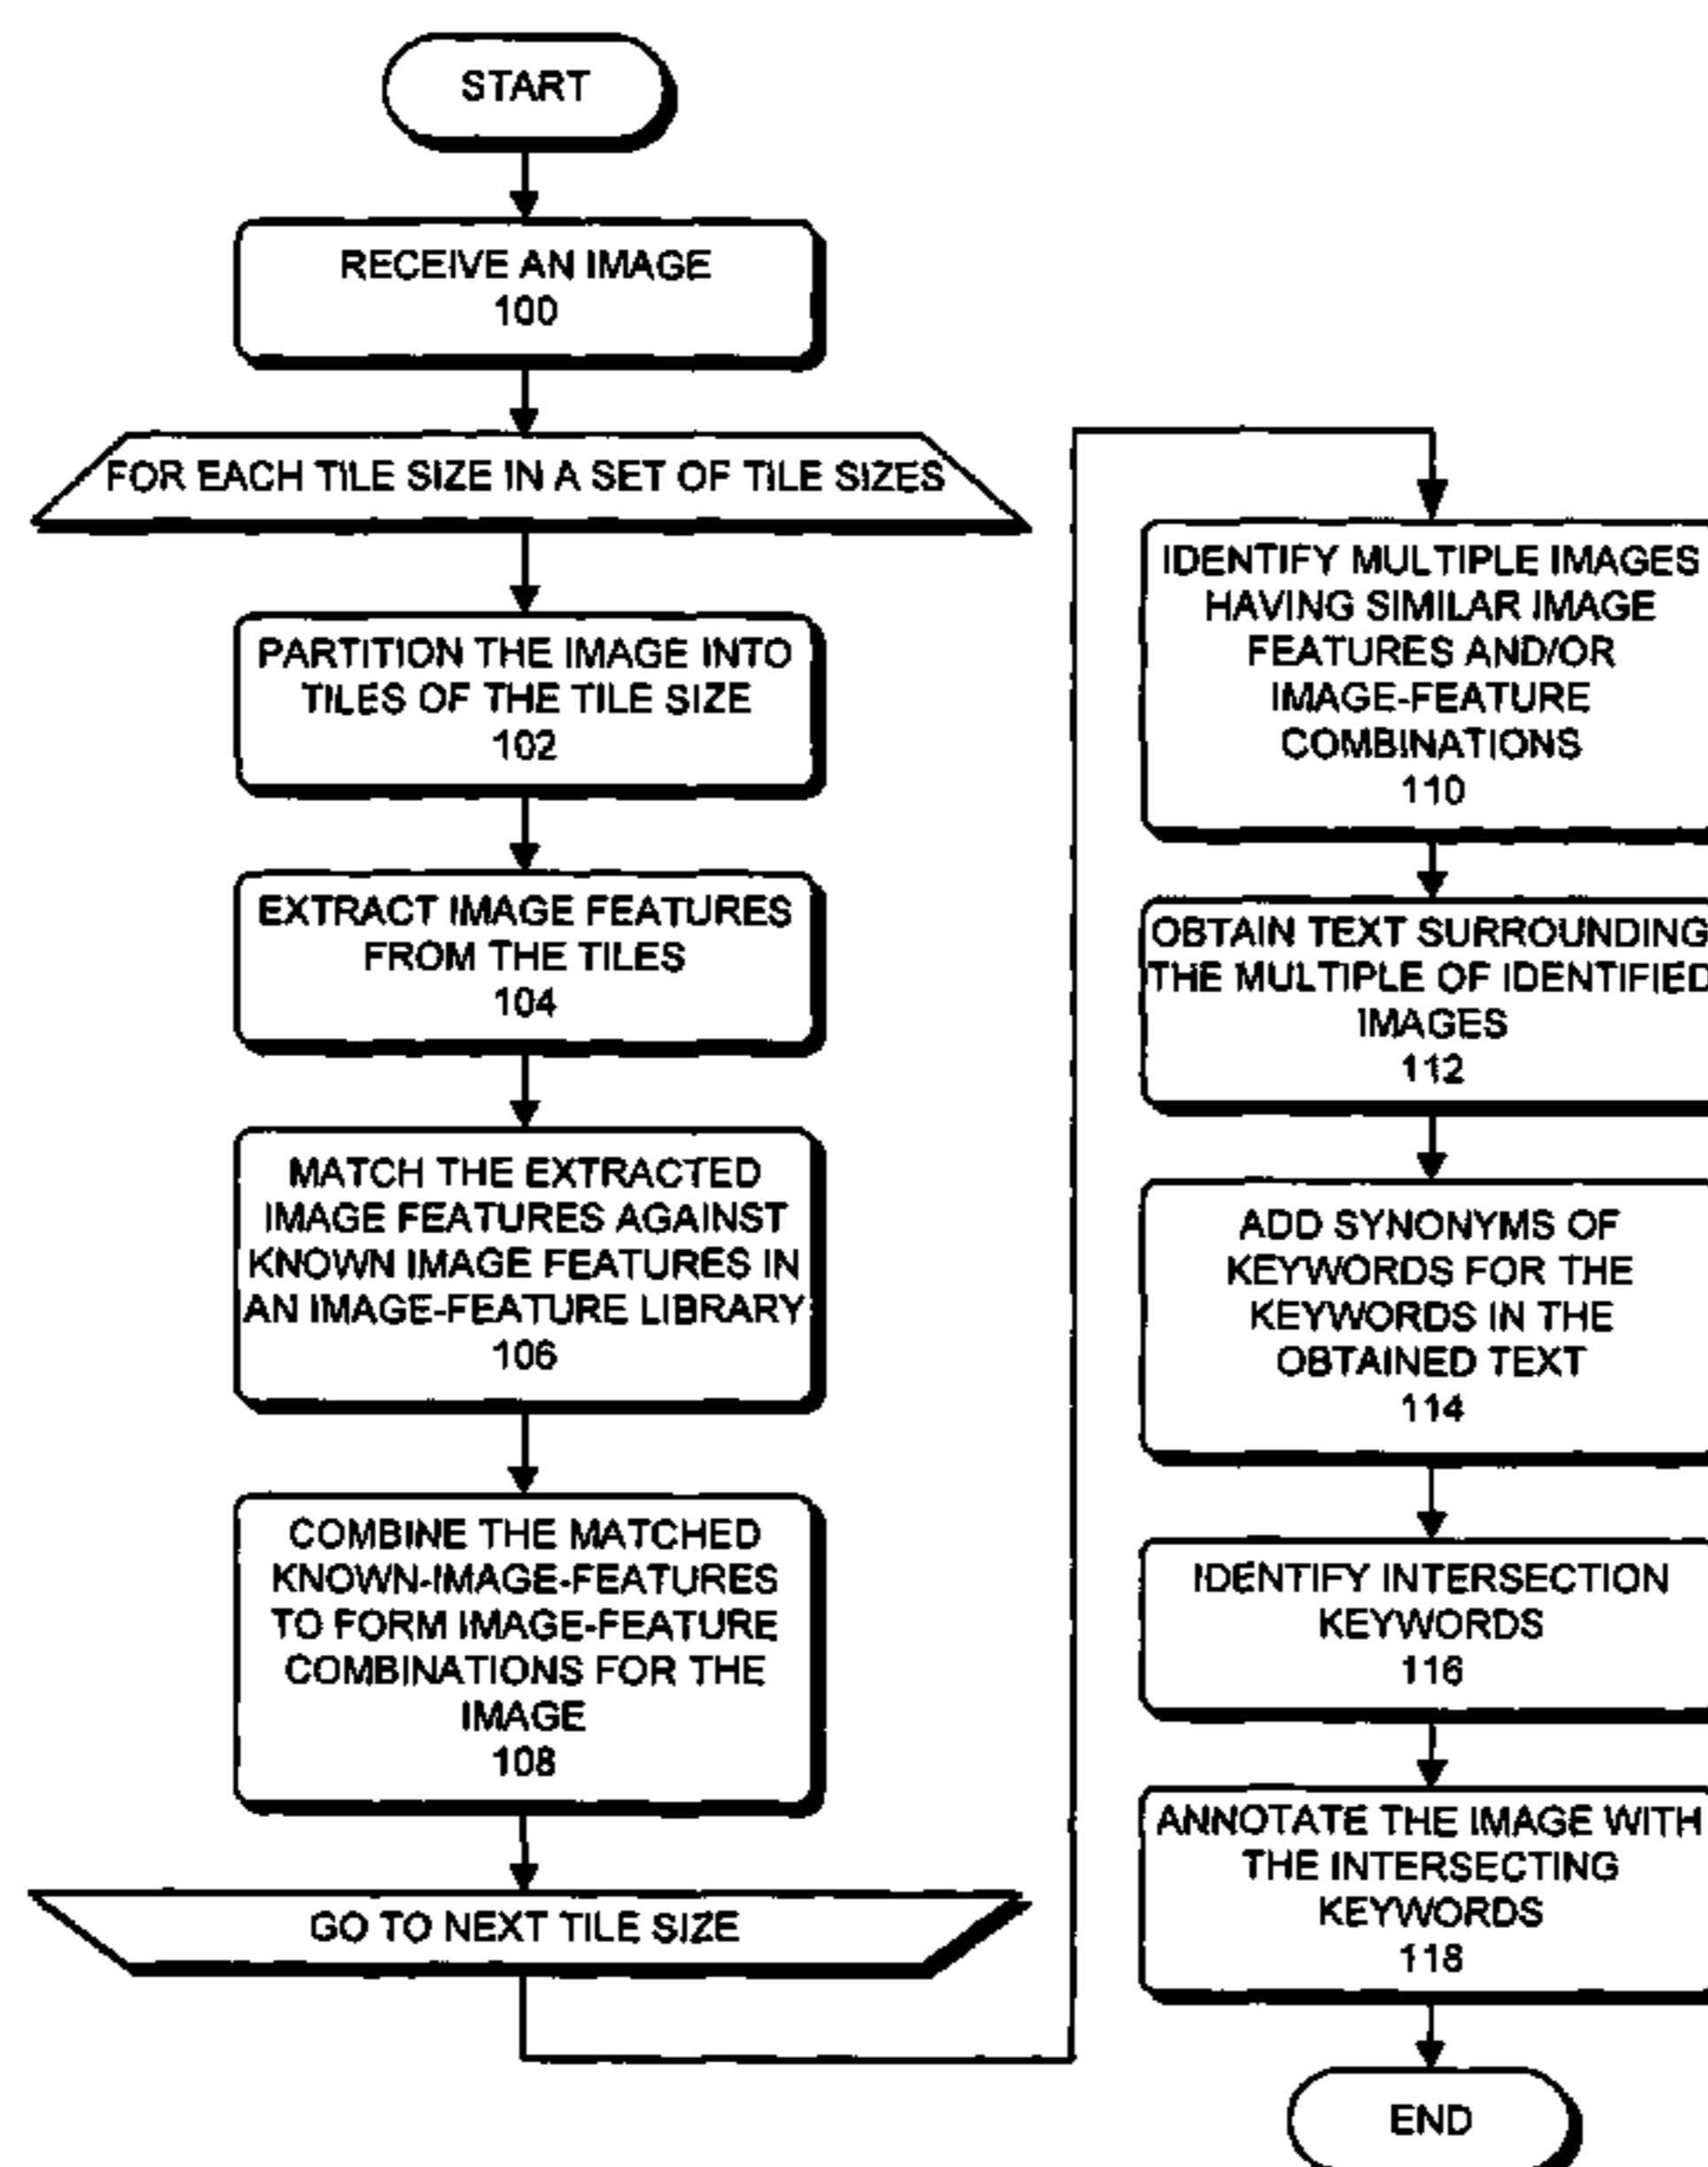 START
RECEIVE AN IMAGE
100
FOR EACH TILE SIZE IN A SET OF TILE SIZES
PARTITION THE IMAGE INTO
TILES OF THE TILE SIZE
102
EXTRACT IMAGE FEATURES
FROM THE TILES
104
MATCH THE EXTRACTED
IMAGE FEATURES AGAINST
KNOWN IMAGE FEATURES IN
AN IMAGE-FEATURE LIBRARY
106
COMBINE THE MATCHED
KNOWN-IMAGE-FEATURES
TO FORM IMAGE-FEATURE
COMBINATIONS FOR THE
IMAGE
108
GO TO NEXT TILE SIZE
IDENTIFY MULTIPLE IMAGES
HAVING SIMILAR IMAGE
FEATURES AND/OR
IMAGE-FEATURE
COMBINATIONS
110
OBTAIN TEXT SURROUNDING
THE MULTIPLE OF IDENTIFIED
IMAGES
112
ADD SYNONYMS OF
KEYWORDS FOR THE
KEYWORDS IN THE
OBTAINED TEXT
114
IDENTIFY INTERSECTION
KEYWORDS
116
ANNOTATE THE IMAGE WITH
THE INTERSECTING
KEYWORDS
118
END